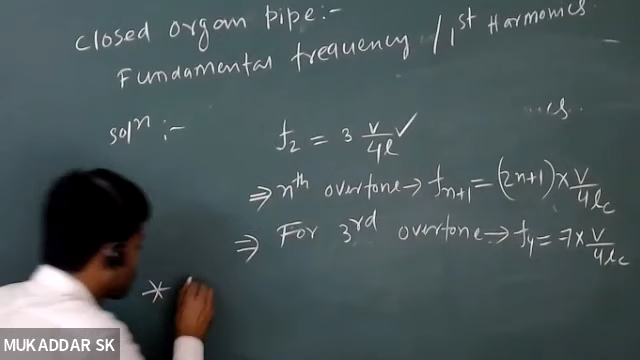 closed organ pipe:-
Fundamental frequency / 1st Harmonics.
solⁿ :-
f₂ = 3 v/4l ✓
⇒ nth overtone → fₙ₊₁ = (2n+1) × v/4lc
⇒ For 3rd overtone → f₄ = 7 × v/4lc
*
MUKADDAR SK